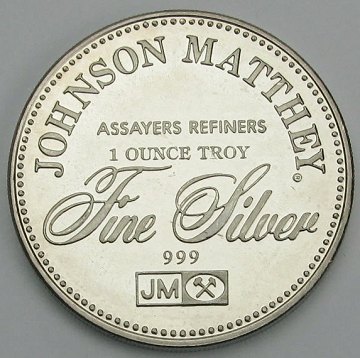 JOHNSON MATTHEY®
ASSAYERS REFINERS
1 OUNCE TROY
Fine Silver
999
JM